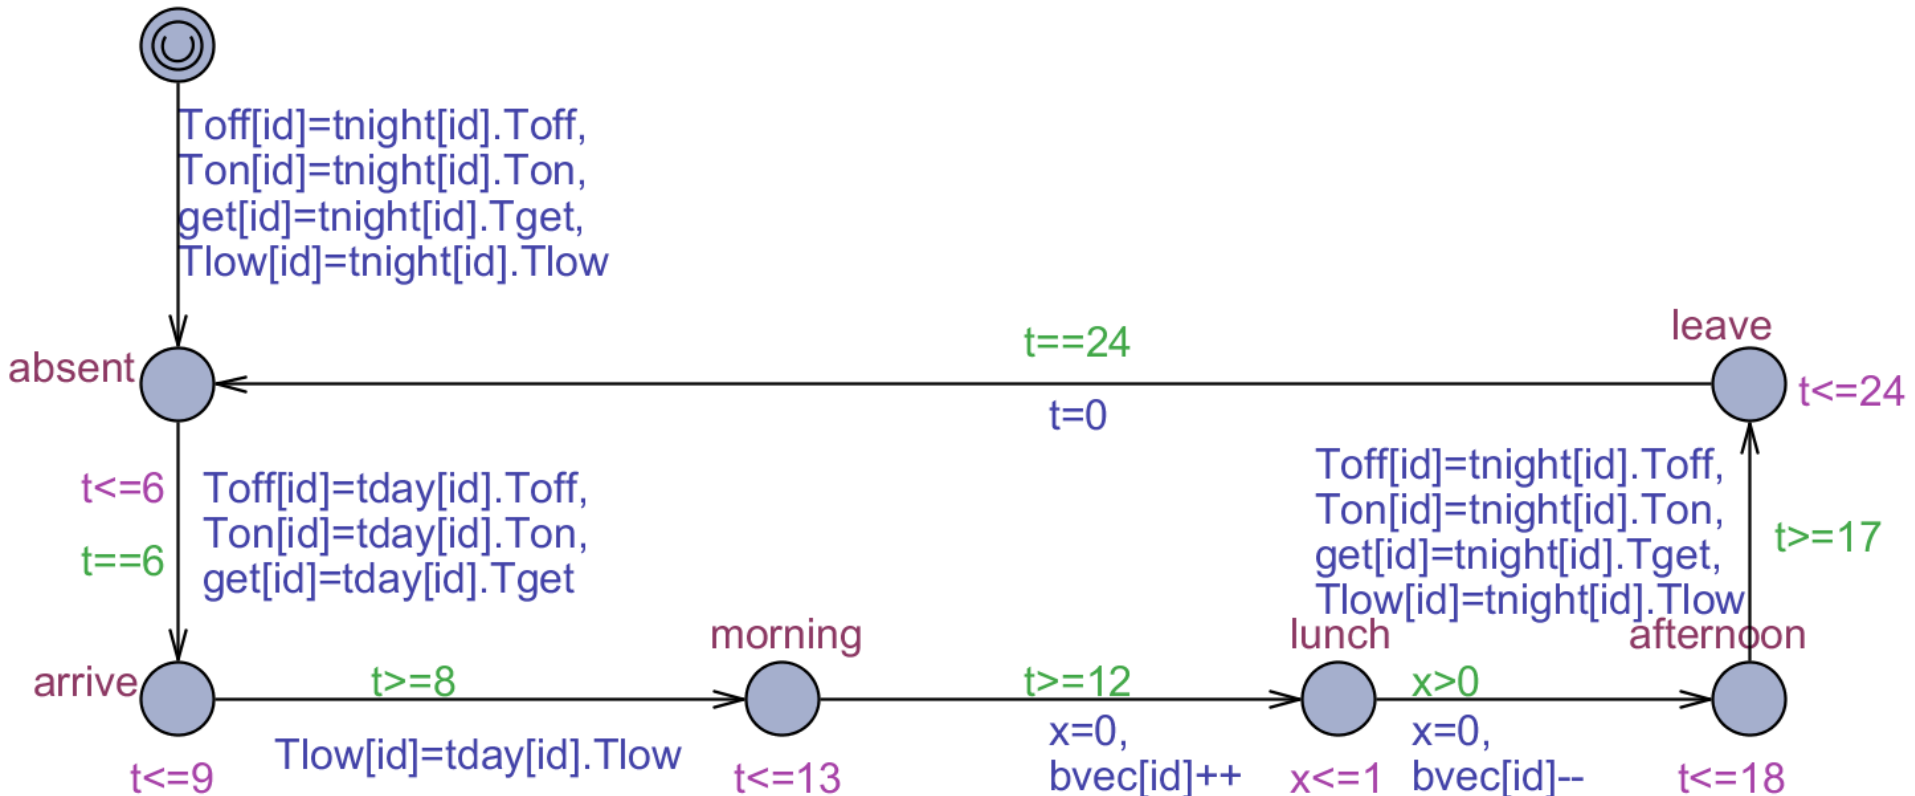 Toff[id]=tnight[id].Toff,
Ton[id]=tnight[id].Ton,
get[id]=tnight[id].Tget,
Tlow[id]=tnight[id].Tlow
absent
t==24
t=0
leave
t<=24
t<=6
t==6
Toff[id]=tday[id].Toff,
Ton[id]=tday[id].Ton,
get[id]=tday[id].Tget
Toff[id]=tnight[id].Toff,
Ton[id]=tnight[id].Ton,
get[id]=tnight[id].Tget,
Tlow[id]=tnight[id].Tlow
t>=17
arrive
t<=9
t>=8
Tlow[id]=tday[id].Tlow
morning
t<=13
t>=12
x=0,
bvec[id]++
lunch
x<=1
x>0
x=0,
bvec[id]--
afternoon
t<=18